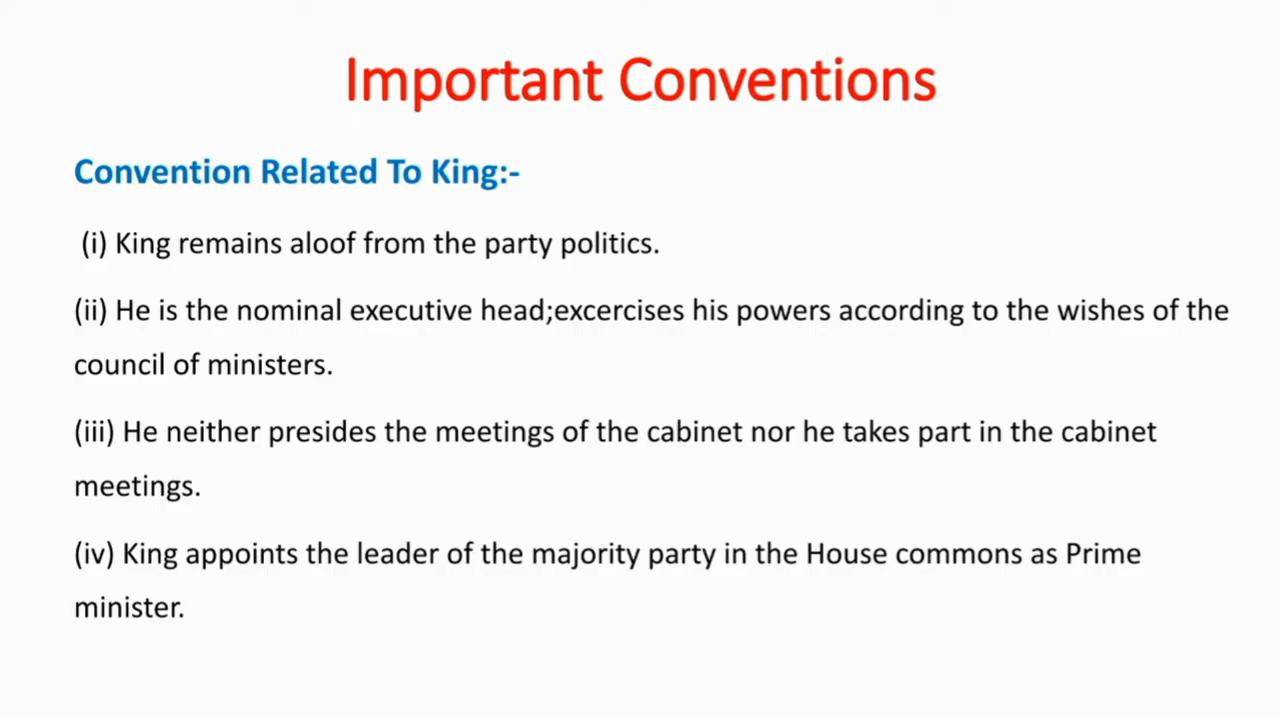 Important Conventions
Convention Related To King:-
(i) King remains aloof from the party politics.
(ii) He is the nominal executive head;excercises his powers according to the wishes of the
council of ministers.
(iii) He neither presides the meetings of the cabinet nor he takes part in the cabinet
meetings.
(iv) King appoints the leader of the majority party in the House commons as Prime
minister.